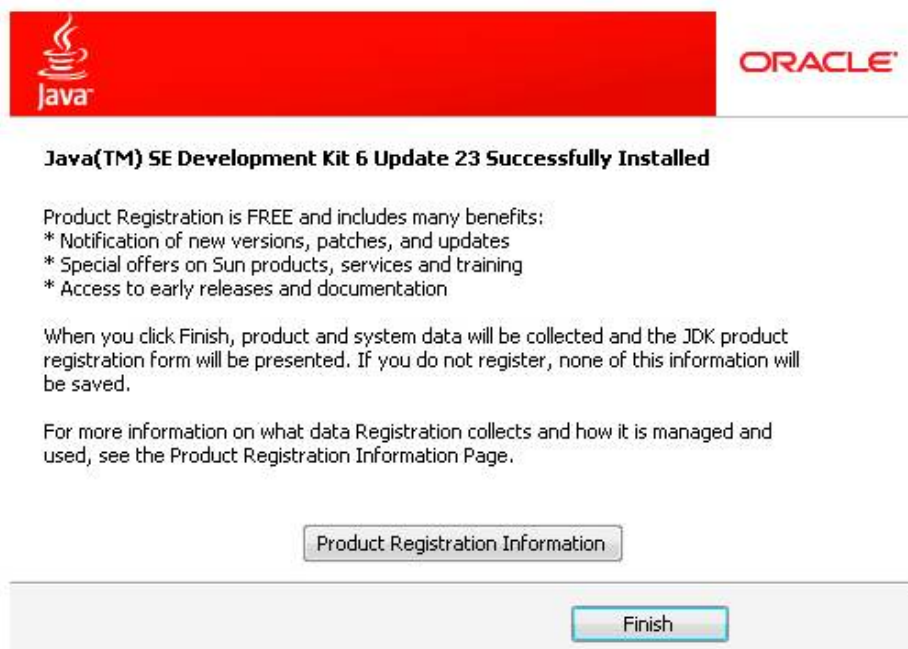 Java™
ORACLE®
Java(TM) SE Development Kit 6 Update 23 Successfully Installed
Product Registration is FREE and includes many benefits:
* Notification of new versions, patches, and updates
* Special offers on Sun products, services and training
* Access to early releases and documentation
When you click Finish, product and system data will be collected and the JDK product
registration form will be presented. If you do not register, none of this information will
be saved.
For more information on what data Registration collects and how it is managed and
used, see the Product Registration Information Page.
Product Registration Information
Finish